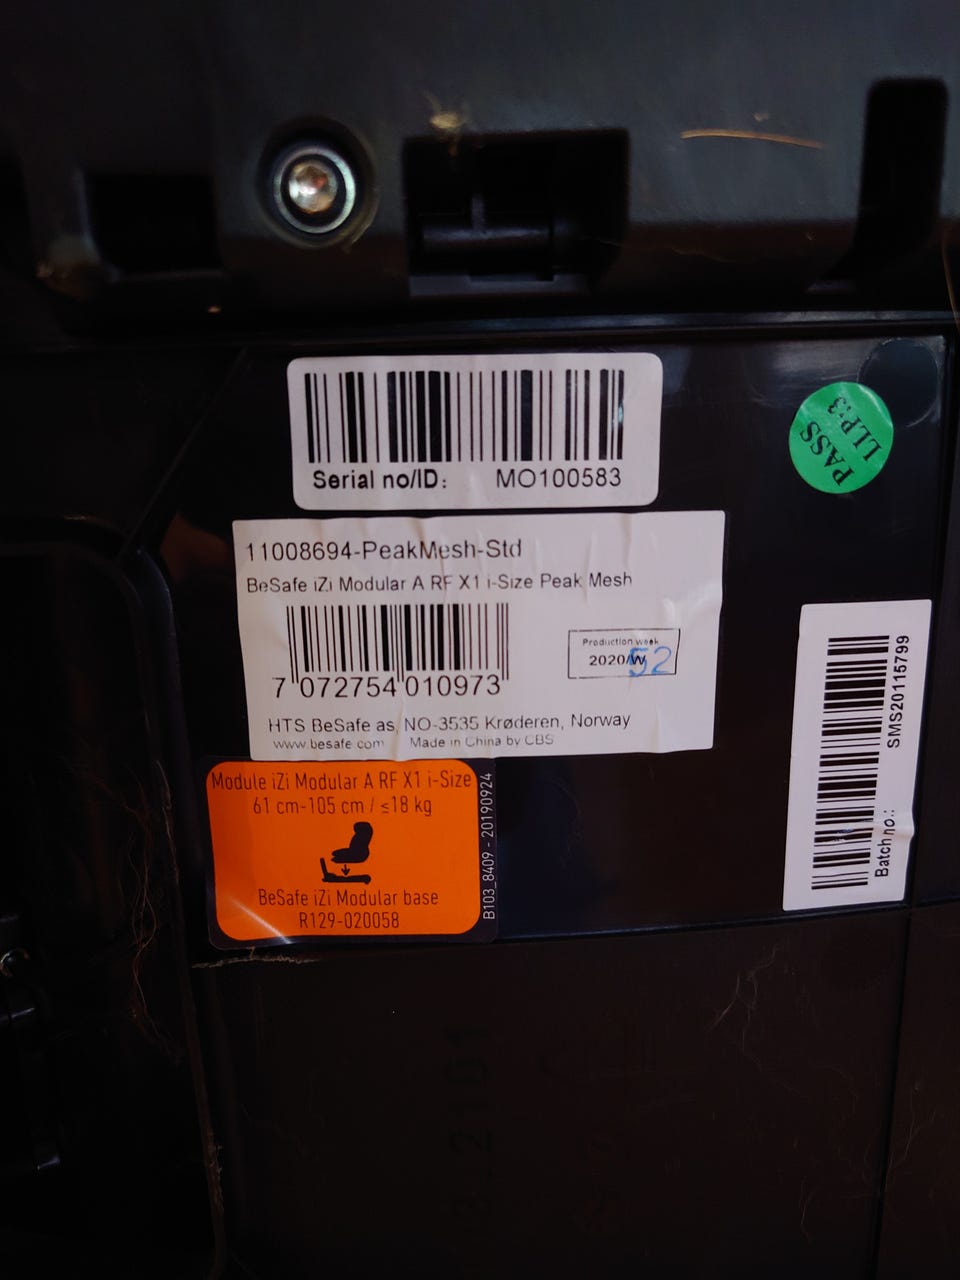 Serial no/ID: MO100583
PASS
LLP:3
11008694-PeakMesh-Std
BeSafe iZi Modular A RF X1 i-Size Peak Mesh
Production week
2020/W 52
7 072754 010973
HTS BeSafe as, NO-3535 Krøderen, Norway
www.besafe.com Made in China by CBS
Batch no.: SMS20115799
Module iZi Modular A RF X1 i-Size
61 cm-105 cm / ≤18 kg
BeSafe iZi Modular base
R129-020058
B103_8409 - 20190924